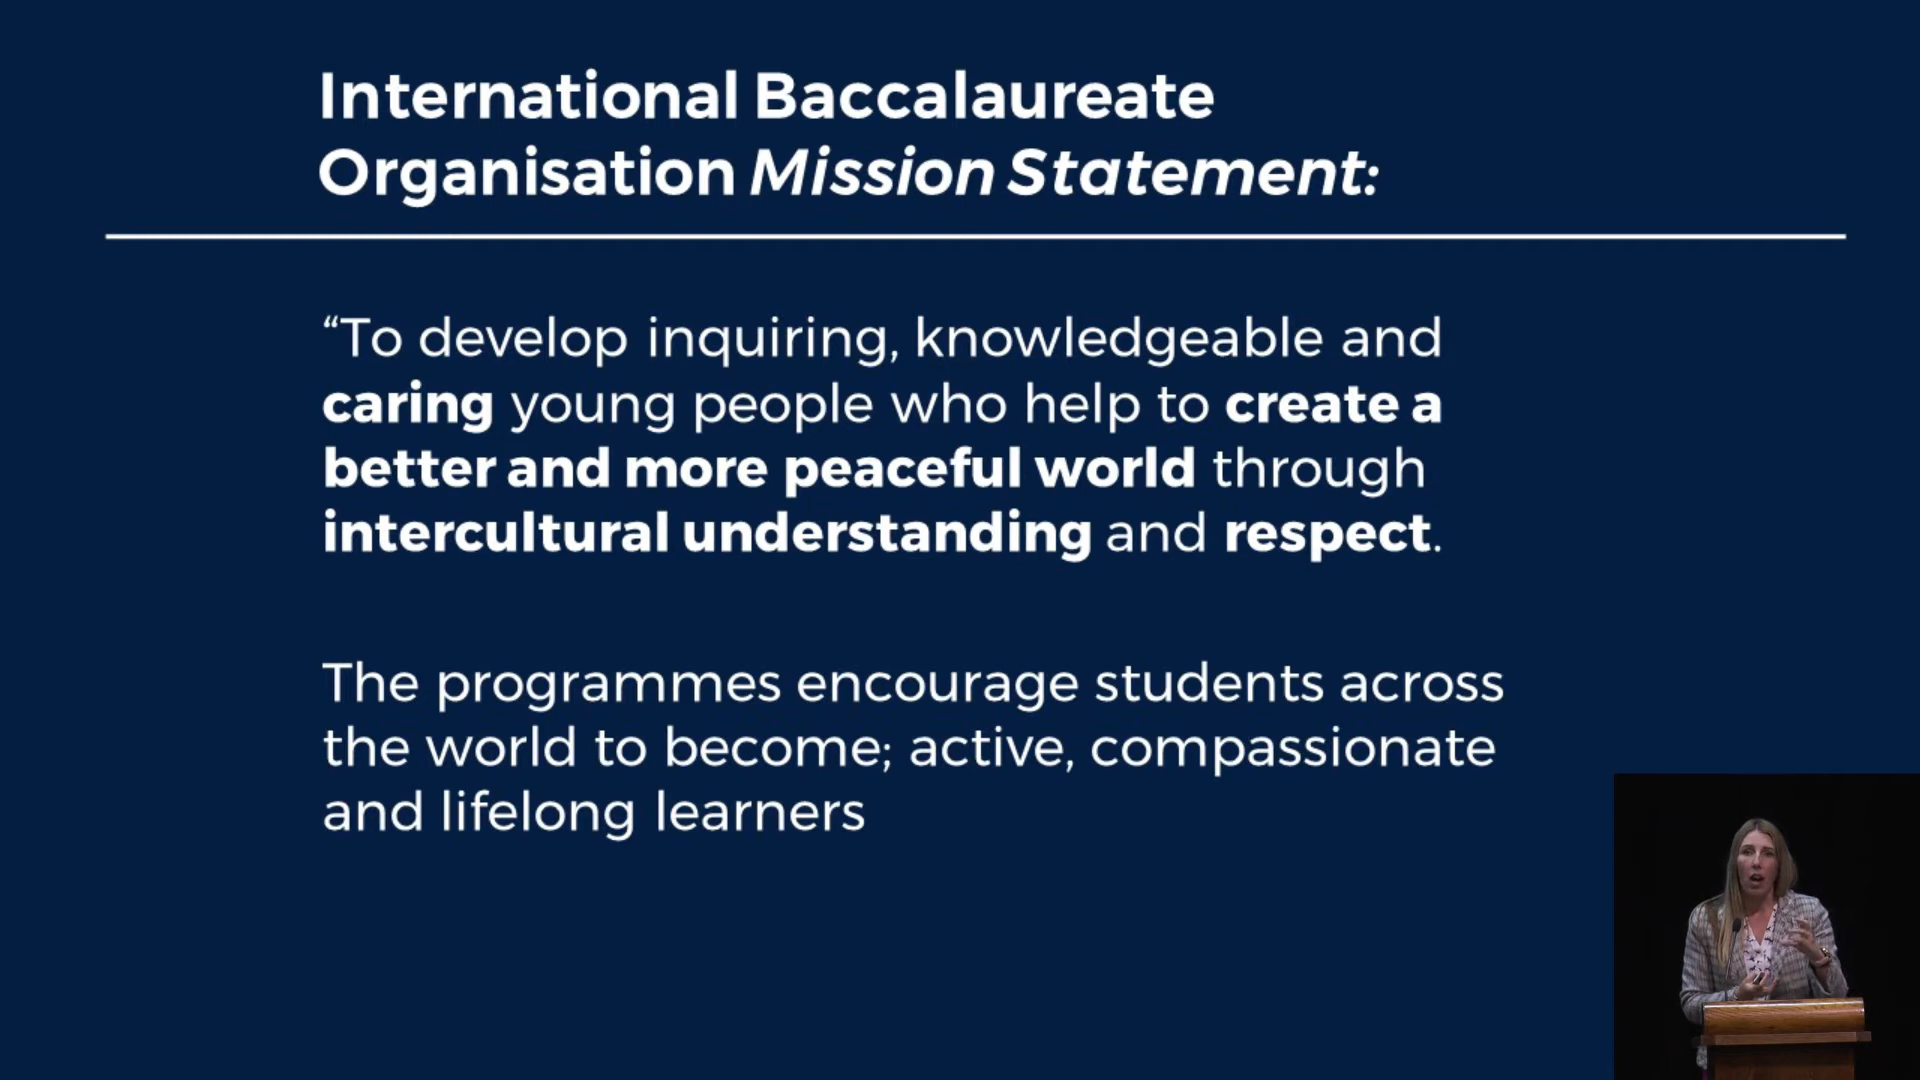 International Baccalaureate
Organisation Mission Statement:
“To develop inquiring, knowledgeable and
caring young people who help to create a
better and more peaceful world through
intercultural understanding and respect.
The programmes encourage students across
the world to become; active, compassionate
and lifelong learners